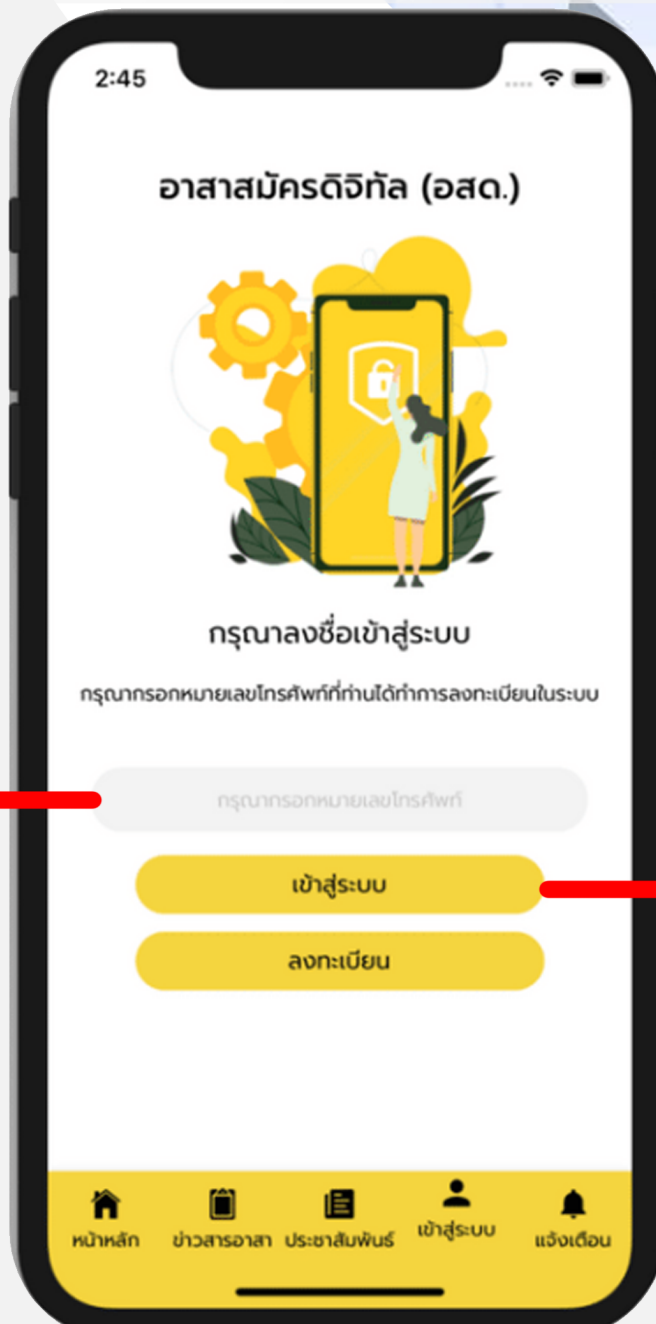 2:45
อาสาสมัครดิจิทัล (อสด.)
กรุณาลงชื่อเข้าสู่ระบบ
กรุณากรอกหมายเลขโทรศัพท์ที่ท่านได้ทำการลงทะเบียนในระบบ
กรุณากรอกหมายเลขโทรศัพท์
เข้าสู่ระบบ
ลงทะเบียน
หน้าหลัก ข่าวสารอาสา ประชาสัมพันธ์ เข้าสู่ระบบ แจ้งเตือน